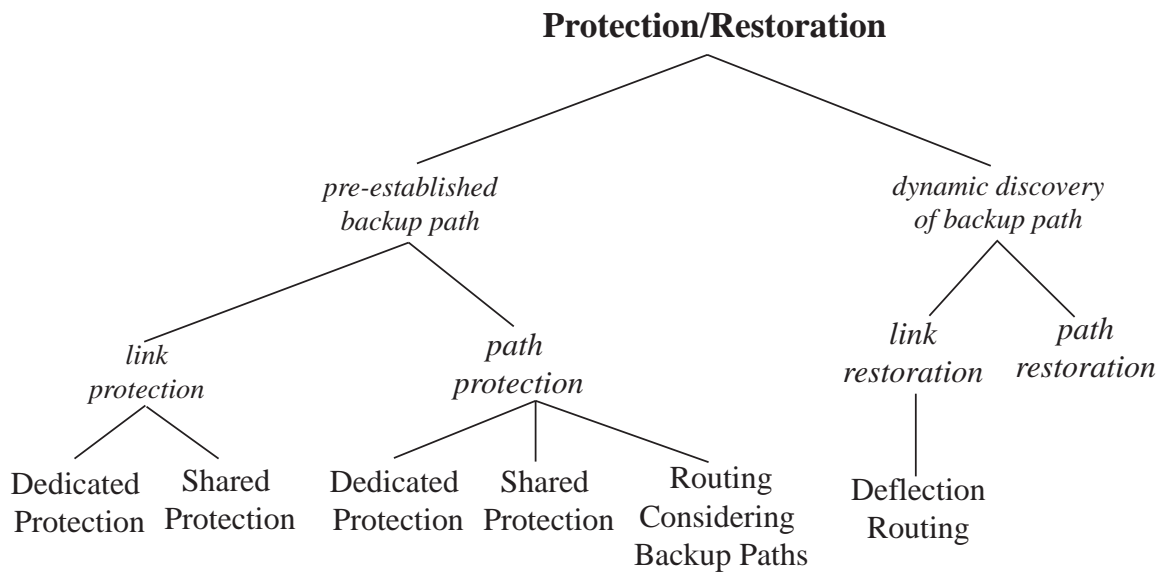 Protection/Restoration
pre-established
backup path
dynamic discovery
of backup path
link
protection
path
protection
link
restoration
path
restoration
Dedicated
Protection
Shared
Protection
Dedicated
Protection
Shared
Protection
Routing
Considering
Backup Paths
Deflection
Routing